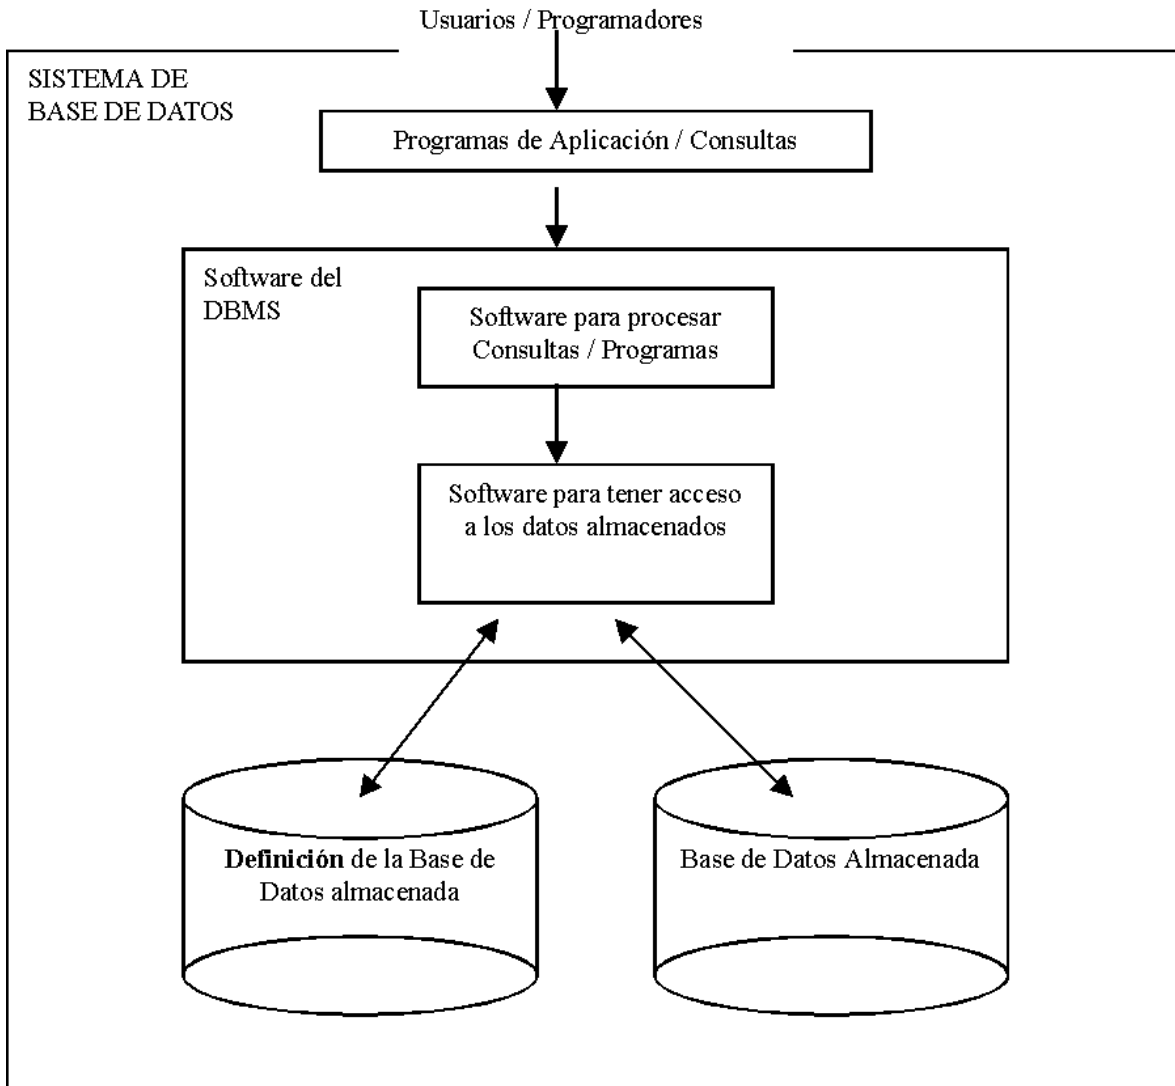 Usuarios / Programadores
SISTEMA DE
BASE DE DATOS
Programas de Aplicación / Consultas
Software del
DBMS
Software para procesar
Consultas / Programas
Software para tener acceso
a los datos almacenados
Definición de la Base de
Datos almacenada
Base de Datos Almacenada